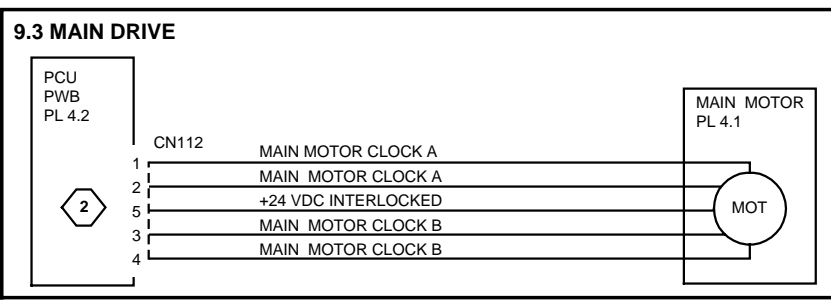 9.3 MAIN DRIVE
PCU
PWB
PL 4.2
MAIN MOTOR
PL 4.1
CN112
1 MAIN MOTOR CLOCK A
2 MAIN MOTOR CLOCK A
5 +24 VDC INTERLOCKED
3 MAIN MOTOR CLOCK B
4 MAIN MOTOR CLOCK B
2
MOT